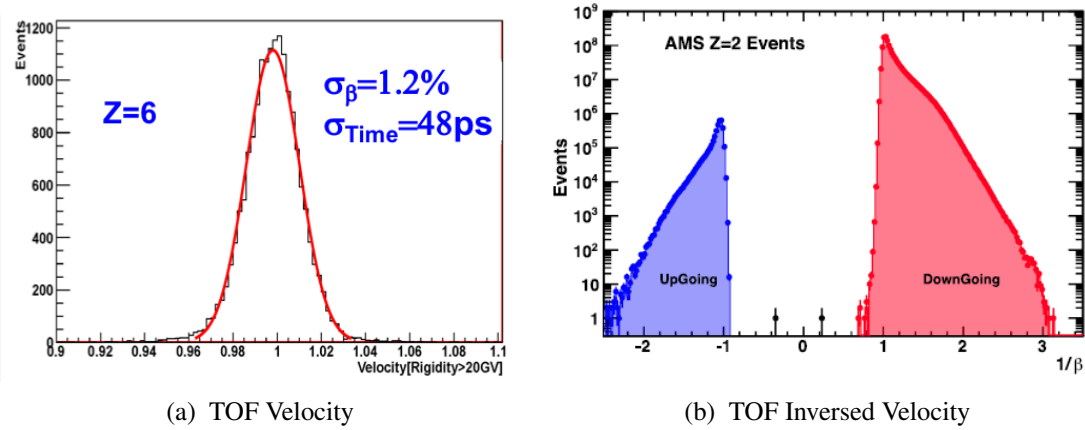 Events
1200
1000
800
600
400
200
0
Z=6
σβ=1.2%
σTime=48ps
0.9 0.92 0.94 0.96 0.98 1 1.02 1.04 1.06 1.08 1.1
Velocity[Rigidity>20GV]
(a) TOF Velocity
Events
10⁹
10⁸
10⁷
10⁶
10⁵
10⁴
10³
10²
10
1
AMS Z=2 Events
UpGoing
DownGoing
-2 -1 0 1 2 3
1/β
(b) TOF Inversed Velocity